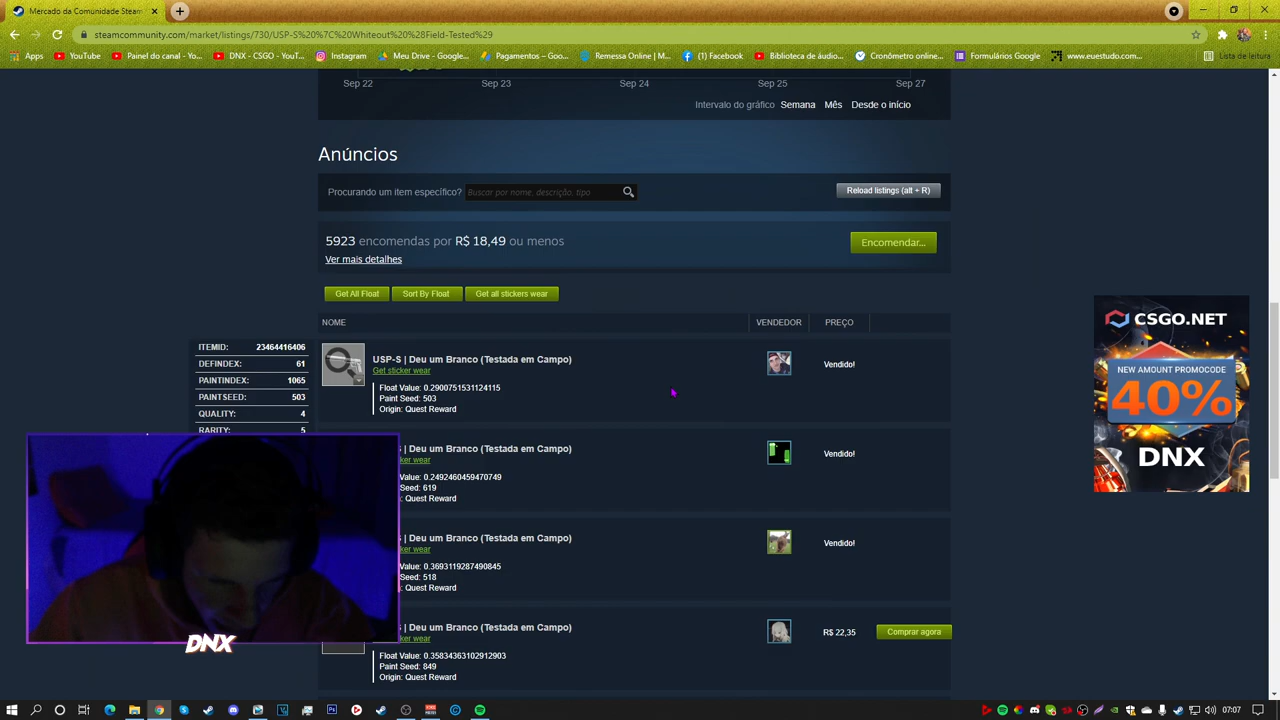 Mercado da Comunidade Steam
steamcommunity.com/market/listings/730/USP-S%20%7C%20Whiteout%20%28Field-Tested%29
Apps
YouTube
Painel do canal - Yo...
DNX - CSGO - YouT...
Instagram
Meu Drive - Google...
Pagamentos – Goog...
Remessa Online | M...
(1) Facebook
Biblioteca de áudio...
Cronômetro online...
Formulários Google
www.euestudo.com...
Lista de leitura
Sep 22
Sep 23
Sep 24
Sep 25
Sep 27
Intervalo do gráfico Semana Mês Desde o início
Anúncios
Procurando um item específico? Buscar por nome, descrição, tipo
Reload listings (alt + R)
5923 encomendas por R$ 18,49 ou menos
Encomendar...
Ver mais detalhes
Get All Float
Sort By Float
Get all stickers wear
NOME
VENDEDOR
PREÇO
ITEMID: 23464416406
DEFINDEX: 61
PAINTINDEX: 1065
PAINTSEED: 503
QUALITY: 4
RARITY: 5
USP-S | Deu um Branco (Testada em Campo)
Get sticker wear
Float Value: 0.2900751531124115
Paint Seed: 503
Origin: Quest Reward
Vendido!
| Deu um Branco (Testada em Campo)
cker wear
Value: 0.2492460459470749
Seed: 619
Quest Reward
Vendido!
| Deu um Branco (Testada em Campo)
cker wear
Value: 0.3693119287490845
Seed: 518
Quest Reward
Vendido!
| Deu um Branco (Testada em Campo)
cker wear
Float Value: 0.35834363102912903
Paint Seed: 849
Origin: Quest Reward
R$ 22,35
Comprar agora
CSGO.NET
NEW AMOUNT PROMOCODE
40%
DNX
DNX
07:07